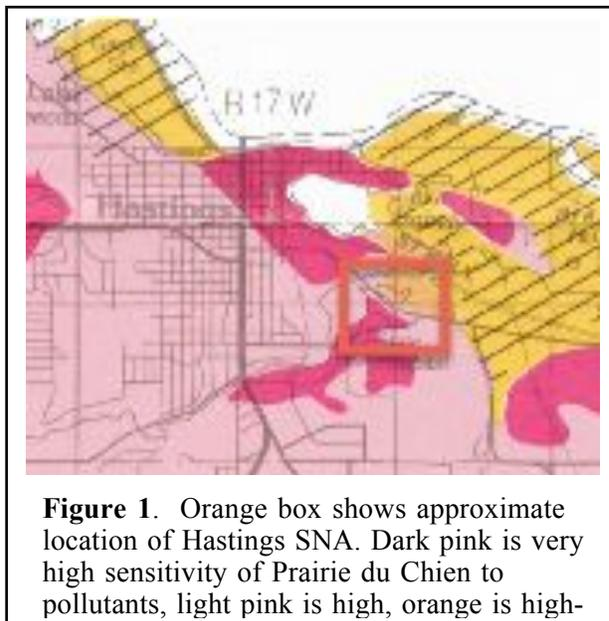 R 17 W
Hastings
Figure 1. Orange box shows approximate
location of Hastings SNA. Dark pink is very
high sensitivity of Prairie du Chien to
pollutants, light pink is high, orange is high-